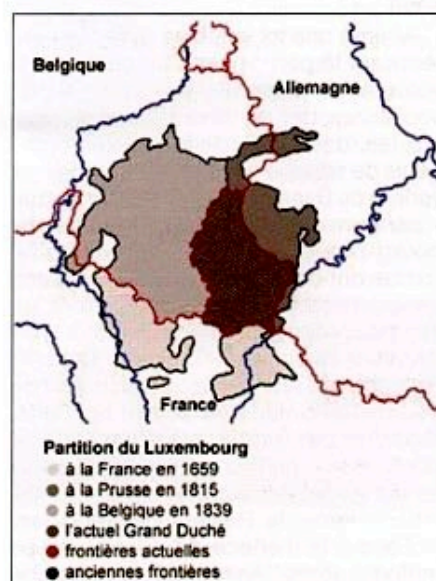 Belgique
Allemagne
France
Partition du Luxembourg
à la France en 1659
à la Prusse en 1815
à la Belgique en 1839
l'actuel Grand Duché
frontières actuelles
anciennes frontières